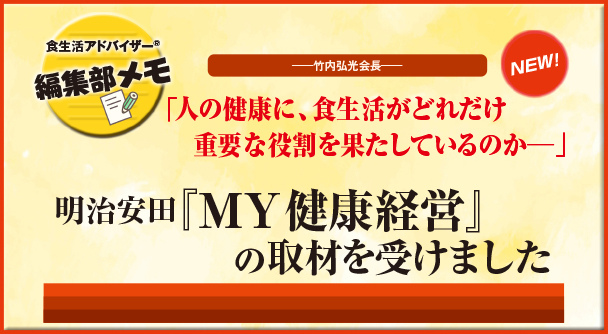 食生活アドバイザー®
編集部メモ
──竹内弘光会長──
NEW!
「人の健康に、食生活がどれだけ
重要な役割を果たしているのか─」
明治安田『MY健康経営』
の取材を受けました